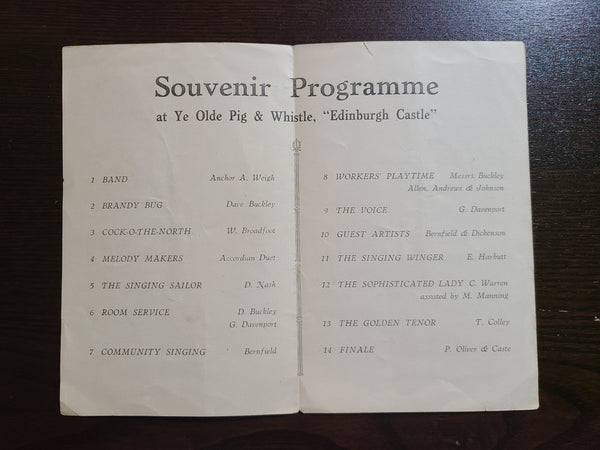 Souvenir Programme
at Ye Olde Pig & Whistle, "Edinburgh Castle"
1 BAND Anchor A. Weigh
2 BRANDY BUG Dave Buckley
3 COCK-O-THE-NORTH W. Broadfoot
4 MELODY MAKERS Accordian Duet
5 THE SINGING SAILOR D. Nash
6 ROOM SERVICE D. Buckley
G. Davenport
7 COMMUNITY SINGING Bernfield
8 WORKERS' PLAYTIME Messrs. Buckley
Allen, Andrews & Johnson
9 THE VOICE G. Davenport
10 GUEST ARTISTS Bernfield & Dickenson
11 THE SINGING WINGER E. Harbutt
12 THE SOPHISTICATED LADY C. Warren
assisted by M. Manning
13 THE GOLDEN TENOR T. Colley
14 FINALE P. Oliver & Caste